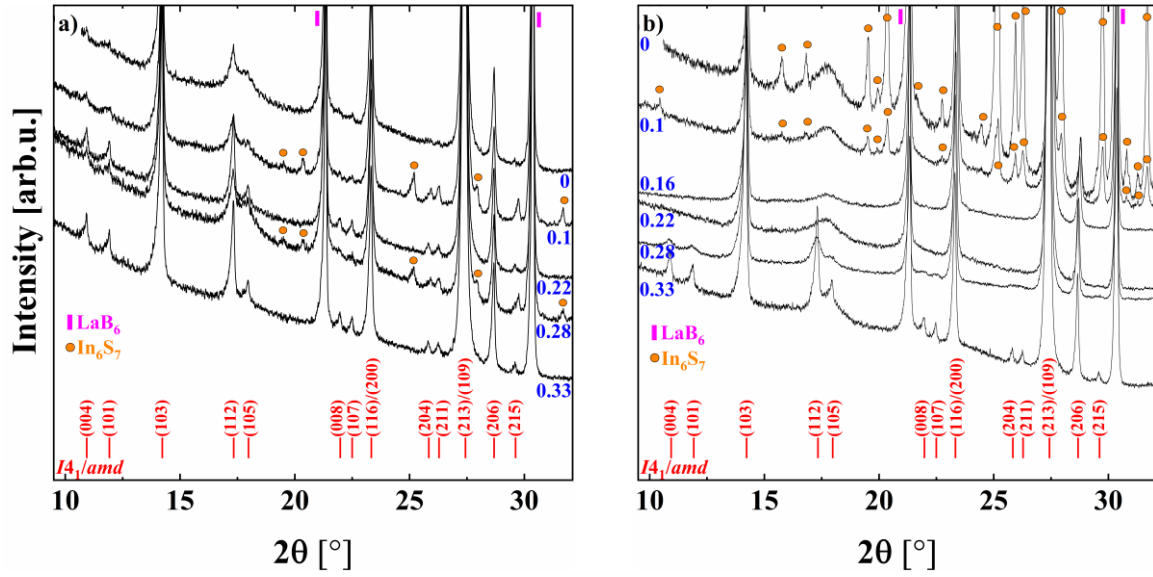 a)
0
0.1
0.22
0.28
0.33
LaB6
In6S7
(004)
(101)
(103)
(112)
(105)
(008)
(107)
(116)/(200)
(204)
(211)
(213)/(109)
(206)
(215)
I41/amd
10 15 20 25 30
2θ [°]
Intensity [arb.u.]
b)
0
0.1
0.16
0.22
0.28
0.33
LaB6
In6S7
(004)
(101)
(103)
(112)
(105)
(008)
(107)
(116)/(200)
(204)
(211)
(213)/(109)
(206)
(215)
I41/amd
10 15 20 25 30
2θ [°]